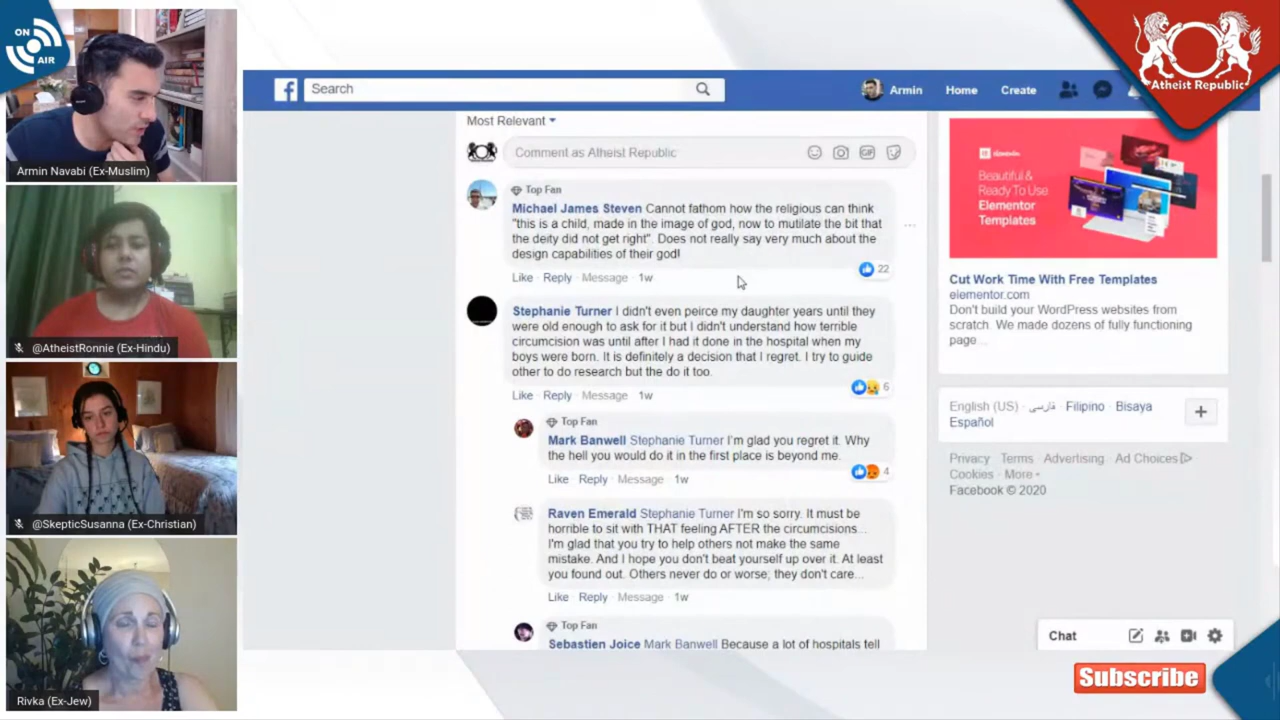 ON
AIR
Armin Navabi (Ex-Muslim)
@AtheistRonnie (Ex-Hindu)
@SkepticSusanna (Ex-Christian)
Rivka (Ex-Jew)
Search
Armin
Home
Create
Atheist Republic
Most Relevant
Comment as Atheist Republic
GIF
Top Fan
Michael James Steven Cannot fathom how the religious can think
"this is a child, made in the image of god, now to mutilate the bit that
the deity did not get right". Does not really say very much about the
design capabilities of their god!
22
Like Reply Message 1w
Stephanie Turner I didn't even peirce my daughter years until they
were old enough to ask for it but I didn't understand how terrible
circumcision was until after I had it done in the hospital when my
boys were born. It is definitely a decision that I regret. I try to guide
other to do research but the do it too.
6
Like Reply Message 1w
Top Fan
Mark Banwell Stephanie Turner I'm glad you regret it. Why
the hell you would do it in the first place is beyond me.
4
Like Reply Message 1w
Raven Emerald Stephanie Turner I'm so sorry. It must be
horrible to sit with THAT feeling AFTER the circumcisions...
I'm glad that you try to help others not make the same
mistake. And I hope you don't beat yourself up over it. At least
you found out. Others never do or worse, they don't care...
Like Reply Message 1w
Top Fan
Sebastien Joice Mark Banwell Because a lot of hospitals tell
elementor
Beautiful &
Ready To Use
Elementor
Templates
Cut Work Time With Free Templates
elementor.com
Don't build your WordPress websites from
scratch. We made dozens of fully functioning
page...
English (US) · فارسی · Filipino · Bisaya
Español
Privacy · Terms · Advertising · Ad Choices
Cookies · More
Facebook © 2020
Chat
Subscribe